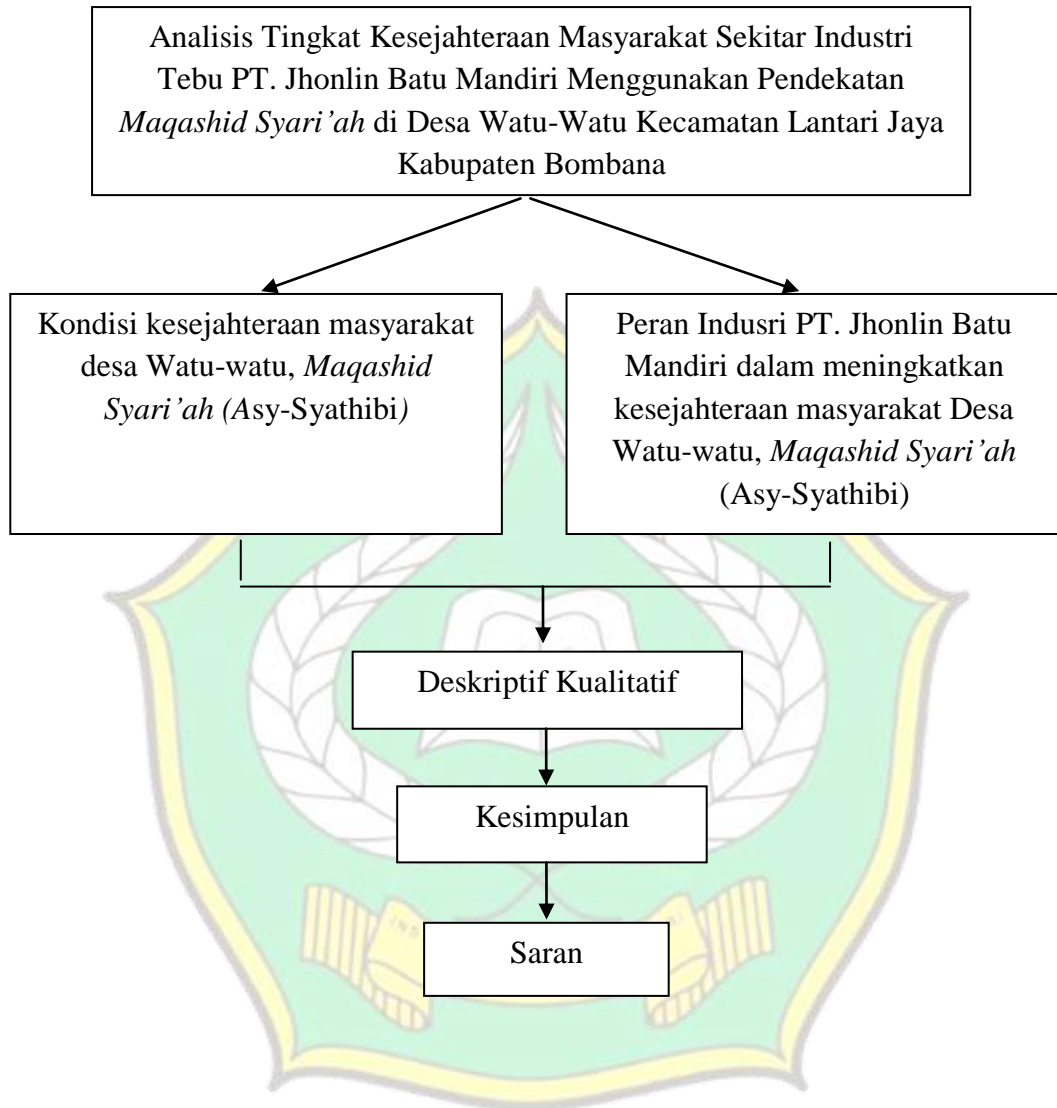 Analisis Tingkat Kesejahteraan Masyarakat Sekitar Industri
Tebu PT. Jhonlin Batu Mandiri Menggunakan Pendekatan
Maqashid Syari’ah di Desa Watu-Watu Kecamatan Lantari Jaya
Kabupaten Bombana
Kondisi kesejahteraan masyarakat
desa Watu-watu, Maqashid
Syari’ah (Asy-Syathibi)
Peran Indusri PT. Jhonlin Batu
Mandiri dalam meningkatkan
kesejahteraan masyarakat Desa
Watu-watu, Maqashid Syari’ah
(Asy-Syathibi)
Deskriptif Kualitatif
Kesimpulan
Saran